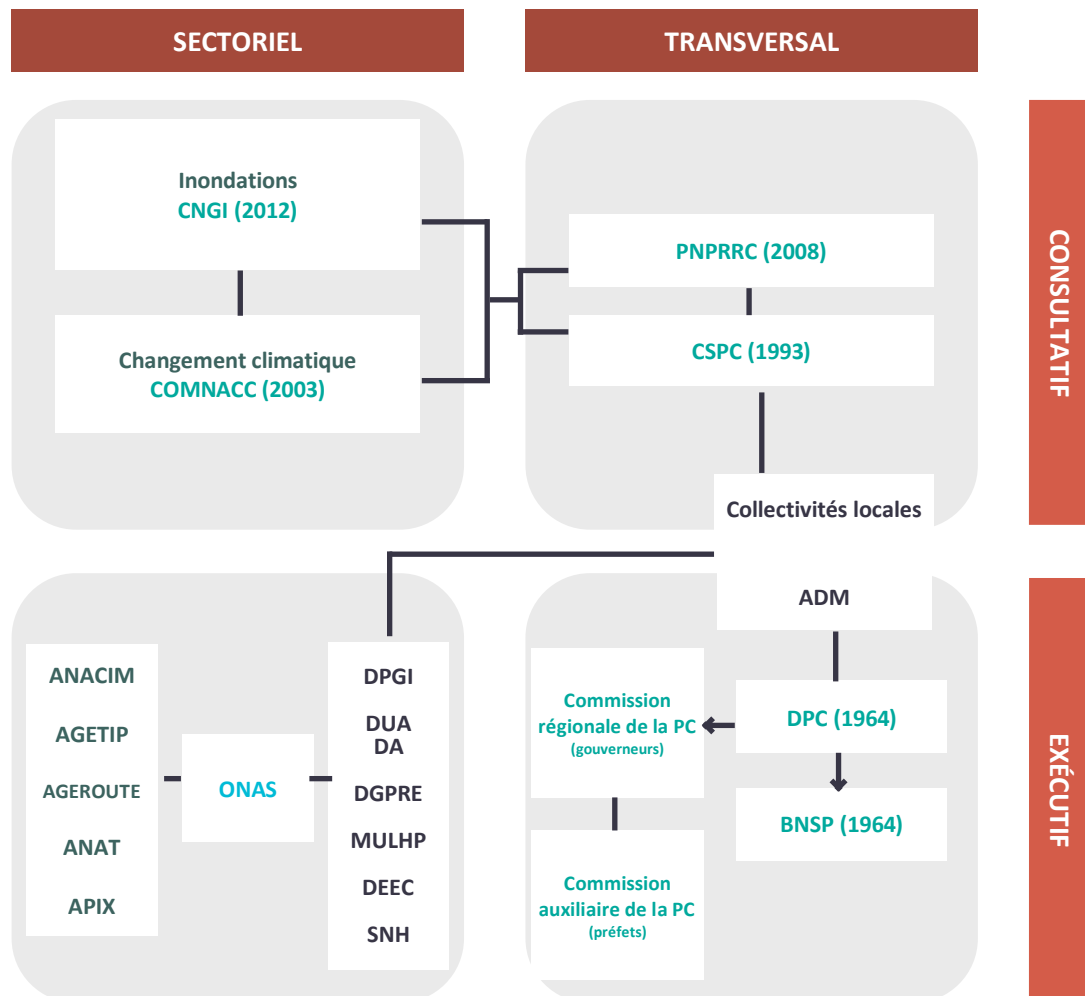 SECTORIEL
TRANSVERSAL
Inondations
CNGI (2012)
Changement climatique
COMNACC (2003)
PNPRRC (2008)
CSPC (1993)
CONSULTATIF
Collectivités locales
ADM
ANACIM
AGETIP
AGEROUTE
ANAT
APIX
ONAS
DPGI
DUA
DA
DGPRE
MULHP
DEEC
SNH
Commission
régionale de la PC
(gouverneurs)
Commission
auxiliaire de la PC
(préfets)
DPC (1964)
BNSP (1964)
EXÉCUTIF